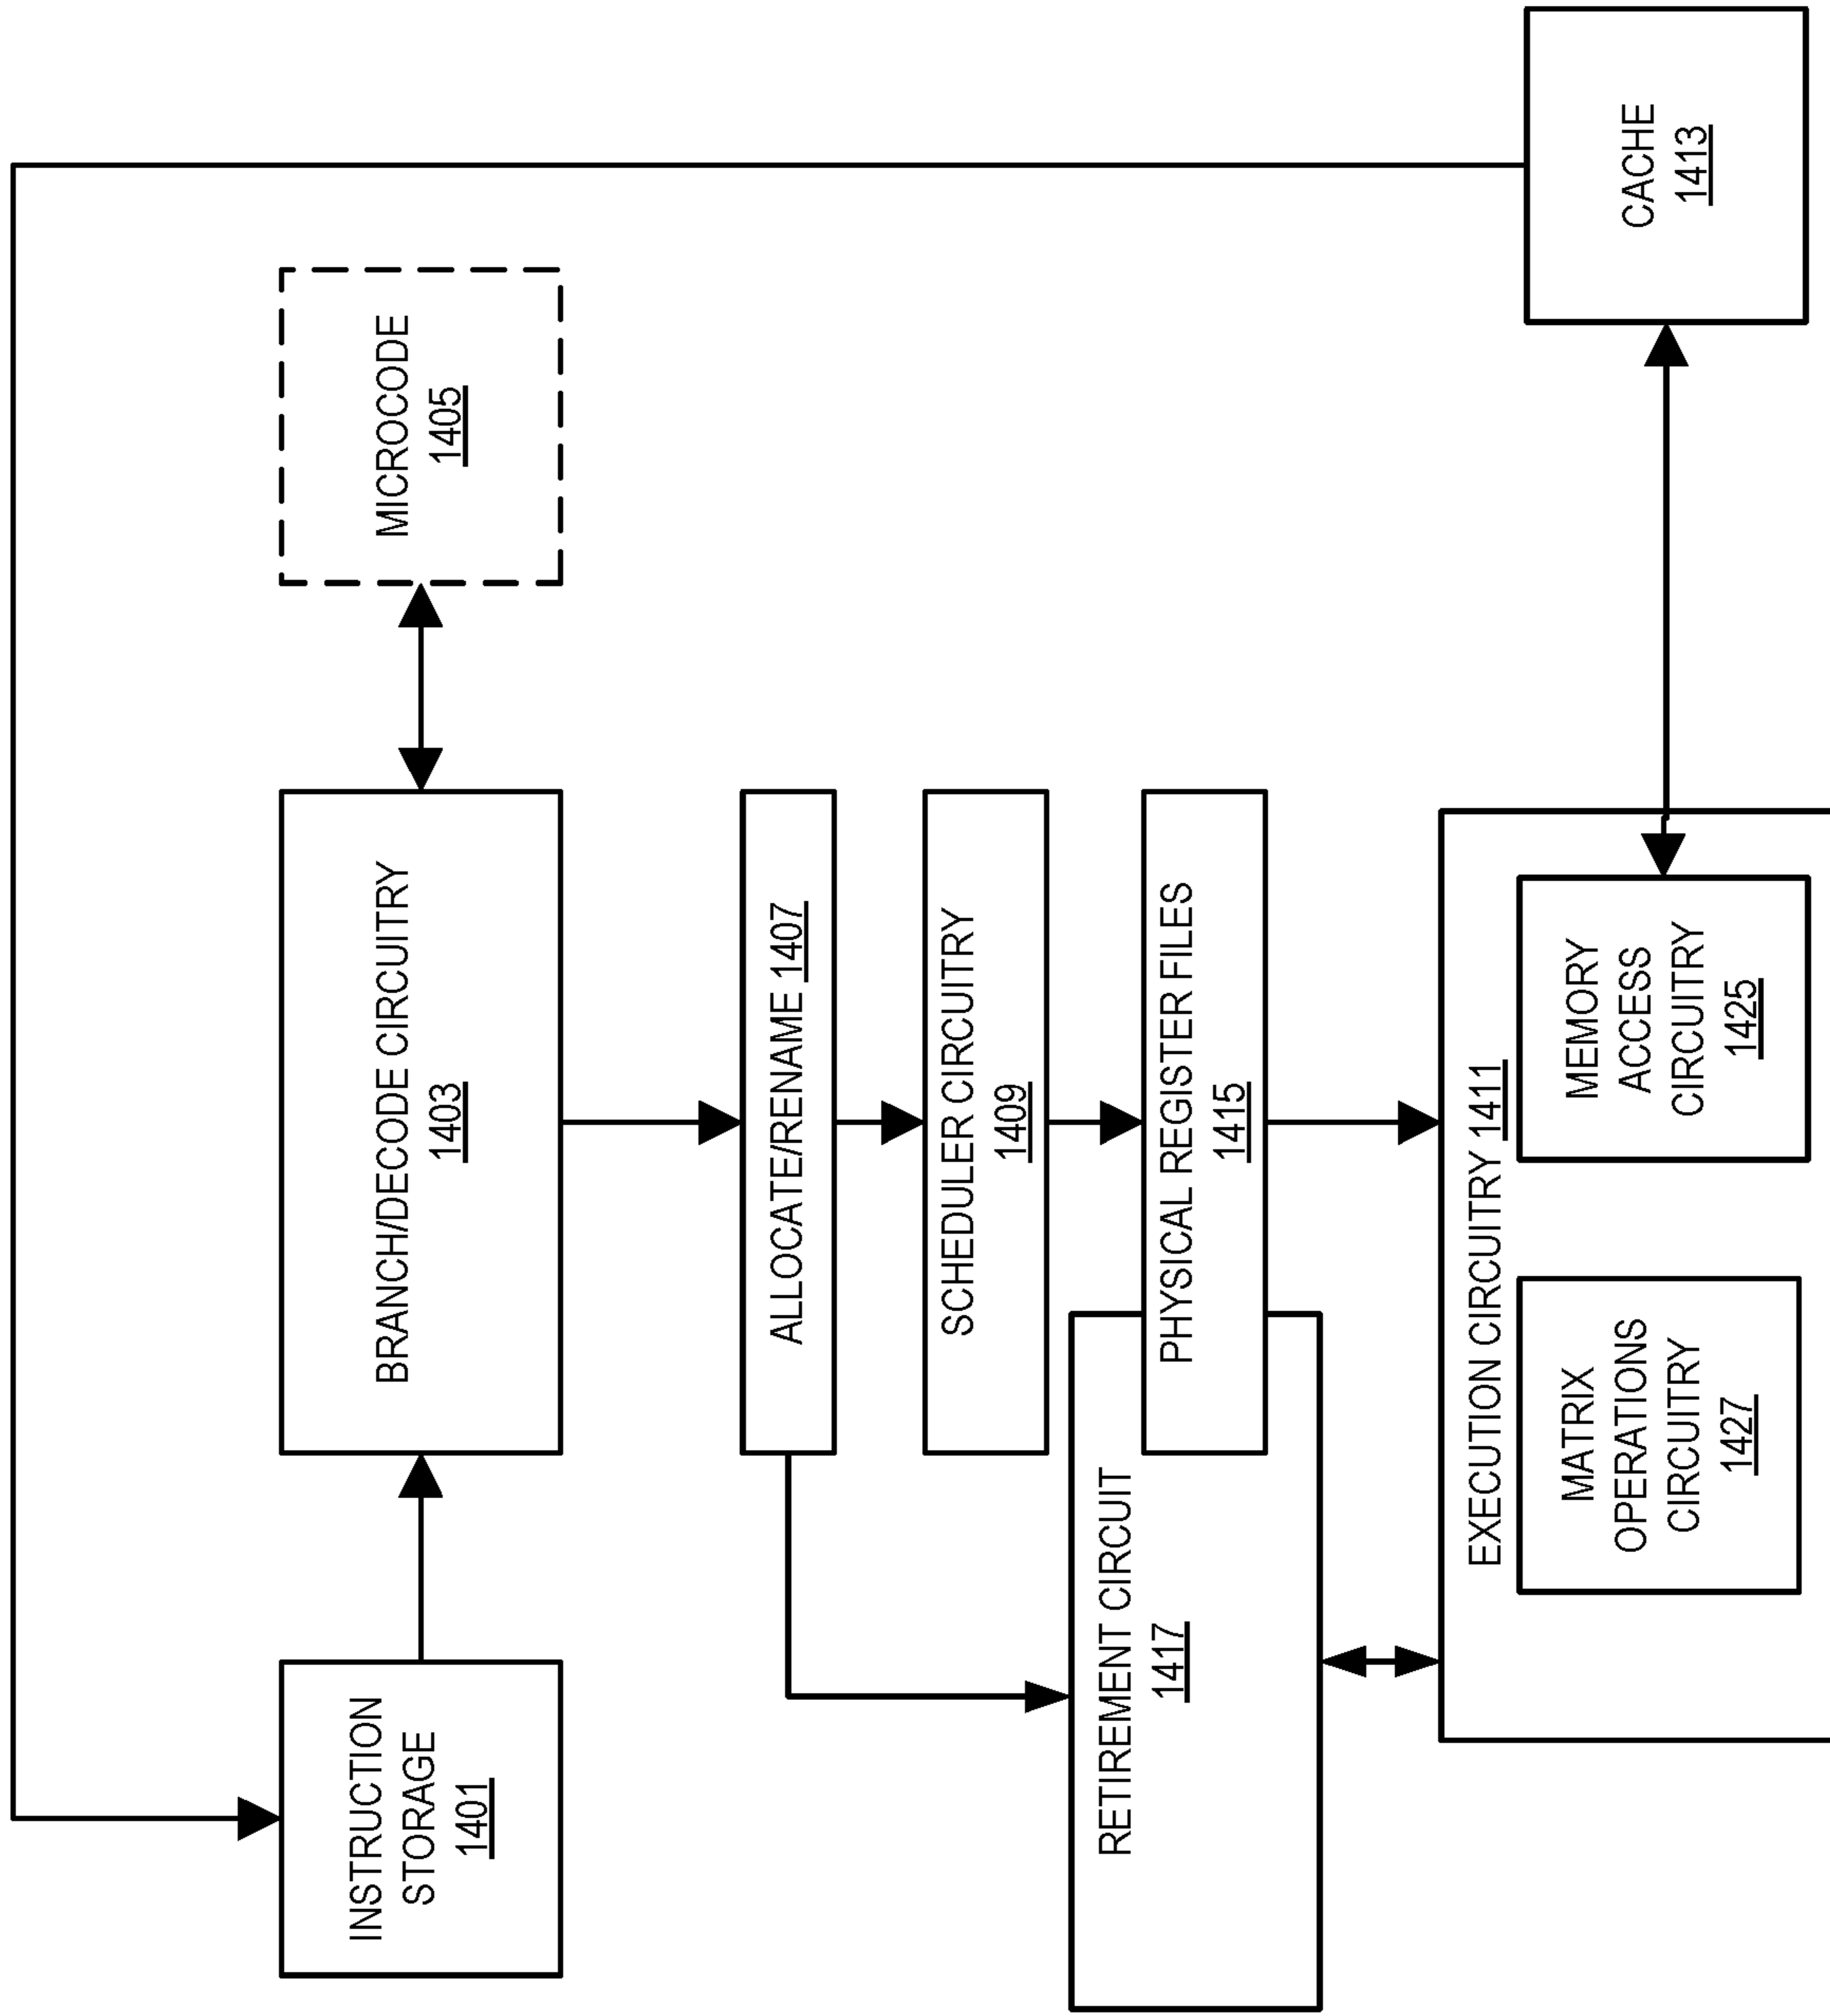 INSTRUCTION
STORAGE
1401
BRANCH/DECODE CIRCUITRY
1403
MICROCODE
1405
ALLOCATE/RENAME 1407
SCHEDULER CIRCUITRY
1409
PHYSICAL REGISTER FILES
1415
RETIREMENT CIRCUIT
1417
EXECUTION CIRCUITRY 1411
MATRIX
OPERATIONS
CIRCUITRY
1427
MEMORY
ACCESS
CIRCUITRY
1425
CACHE
1413